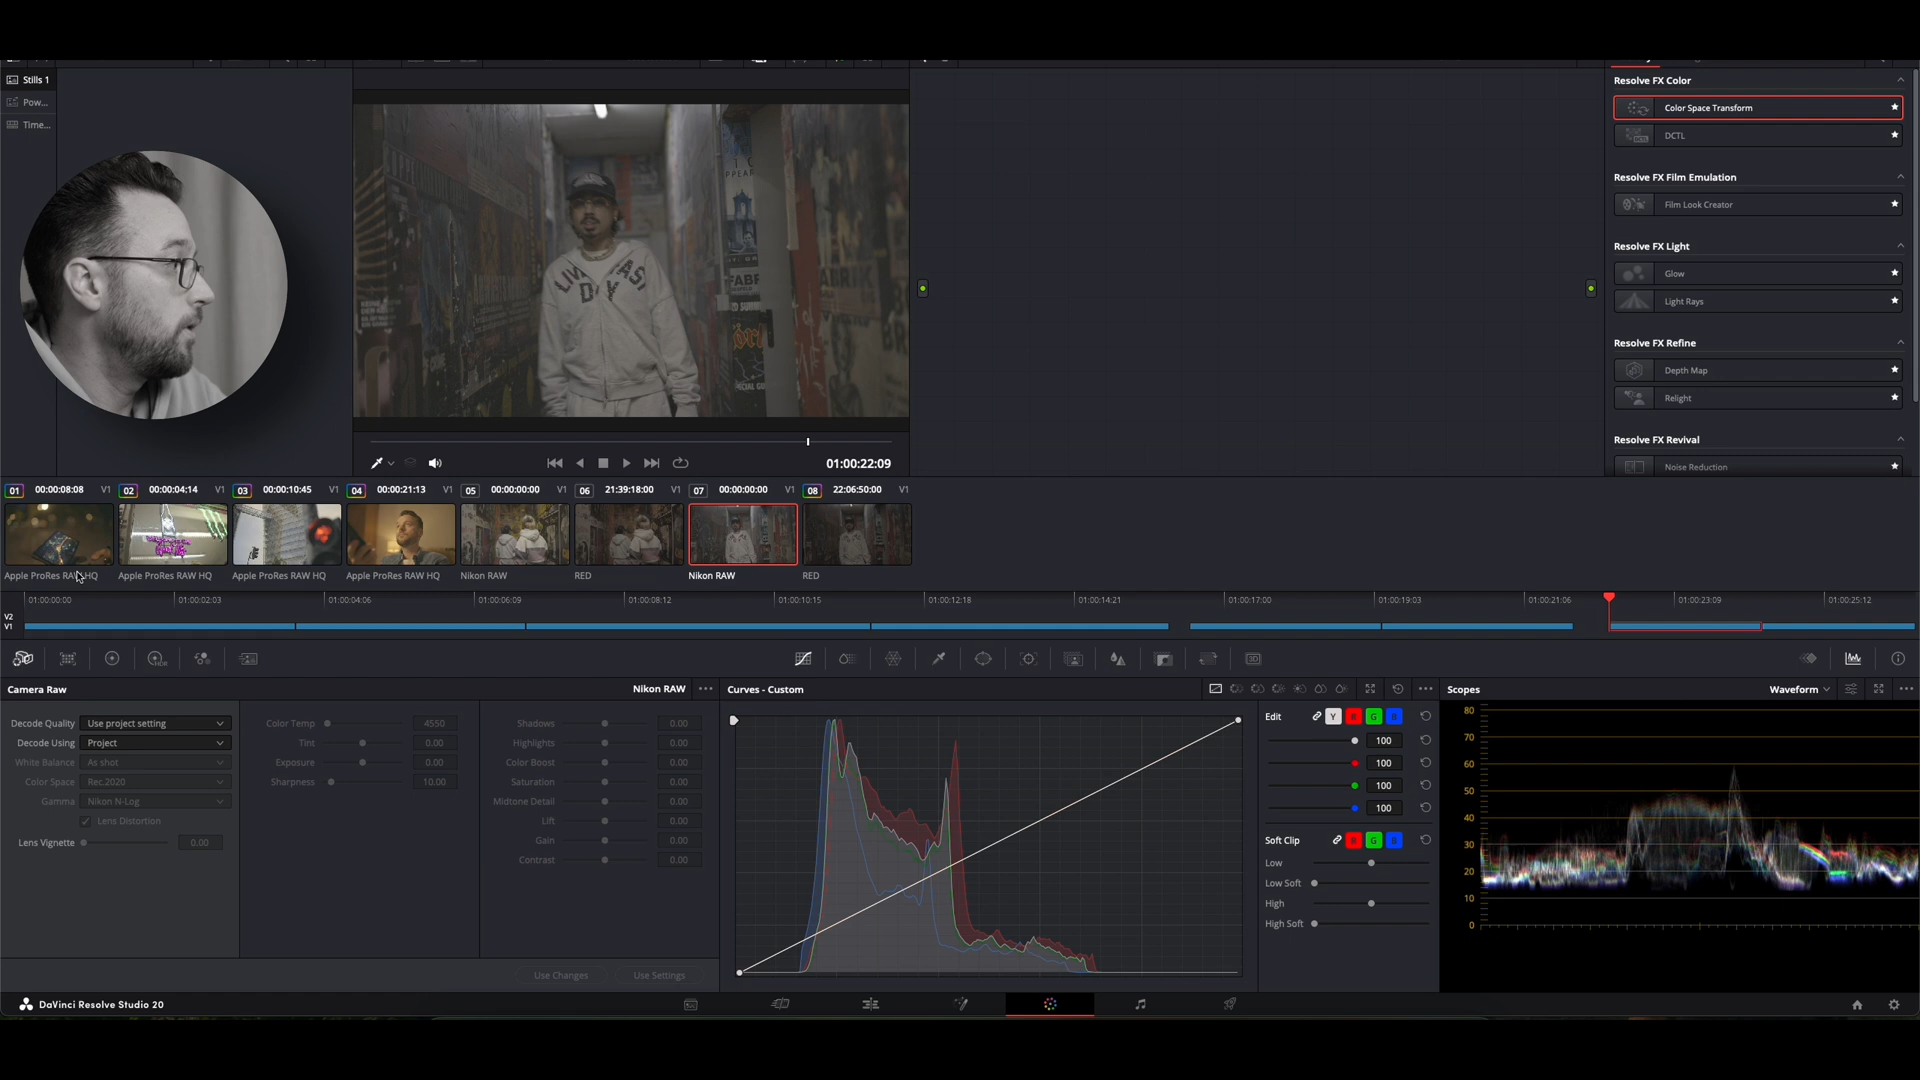 Stills 1
Pow...
Time...
LIVE FAST
01:00:22:09
Resolve FX Color
Color Space Transform
DCTL
Resolve FX Film Emulation
Film Look Creator
Resolve FX Light
Glow
Light Rays
Resolve FX Refine
Depth Map
Relight
Resolve FX Revival
Noise Reduction
01 00:00:08:08 V1 02 00:00:04:14 V1 03 00:00:10:45 V1 04 00:00:21:13 V1 05 00:00:00:00 V1 06 21:39:18:00 V1 07 00:00:00:00 V1 08 22:06:50:00 V1
Apple ProRes RAW HQ Apple ProRes RAW HQ Apple ProRes RAW HQ Apple ProRes RAW HQ Nikon RAW RED Nikon RAW RED
01:00:00:00 01:00:02:03 01:00:04:06 01:00:06:09 01:00:08:12 01:00:10:15 01:00:12:18 01:00:14:21 01:00:17:00 01:00:19:03 01:00:21:06 01:00:23:09 01:00:25:12
V2
V1
HDR
3D
Camera Raw Nikon RAW
Decode Quality Use project setting
Decode Using Project
White Balance As shot
Color Space Rec.2020
Gamma Nikon N-Log
Lens Distortion
Lens Vignette 0.00
Color Temp 4550
Tint 0.00
Exposure 0.00
Sharpness 10.00
Shadows 0.00
Highlights 0.00
Color Boost 0.00
Saturation 0.00
Midtone Detail 0.00
Lift 0.00
Gain 0.00
Contrast 0.00
Use Changes Use Settings
Curves - Custom
Edit Y R G B
100
100
100
100
Soft Clip R G B
Low
Low Soft
High
High Soft
Scopes Waveform
80
70
60
50
40
30
20
10
0
DaVinci Resolve Studio 20